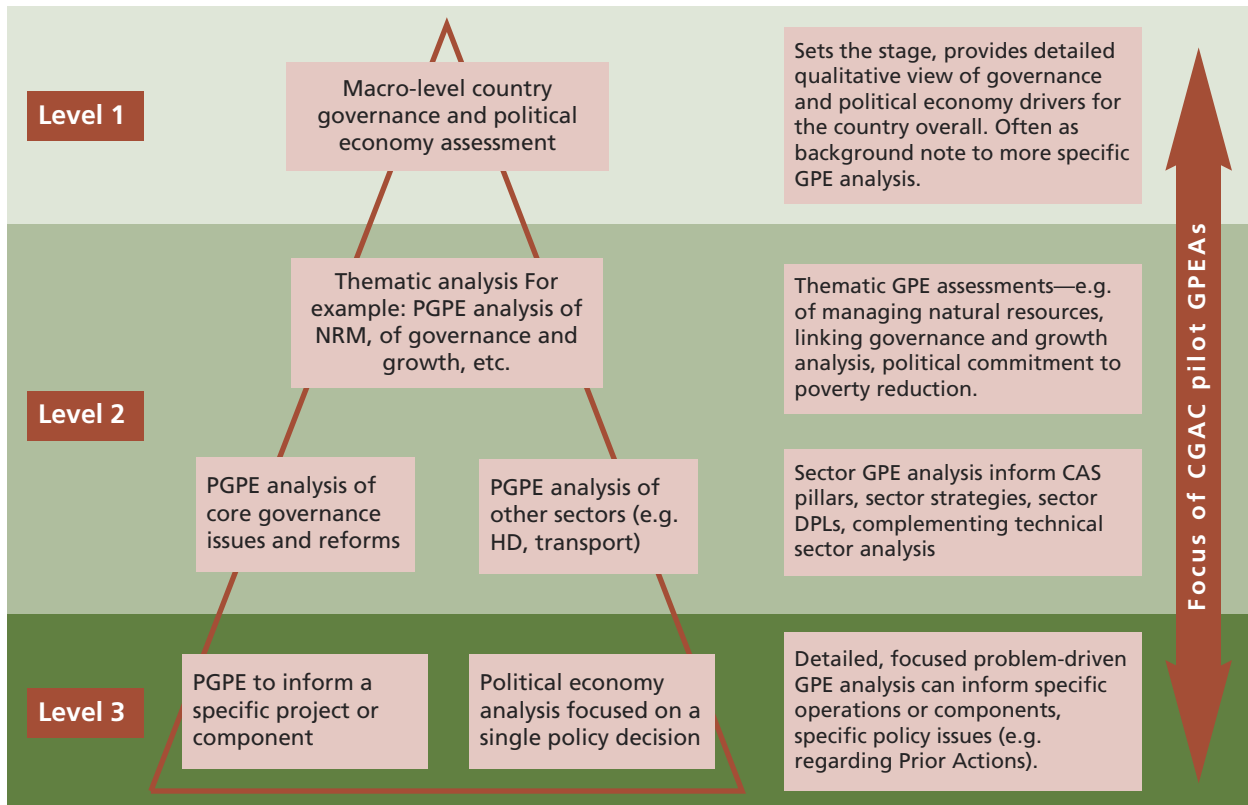 Level 1
Macro-level country
governance and political
economy assessment
Sets the stage, provides detailed
qualitative view of governance
and political economy drivers for
the country overall. Often as
background note to more specific
GPE analysis.
Level 2
Thematic analysis For
example: PGPE analysis of
NRM, of governance and
growth, etc.
Thematic GPE assessments—e.g.
of managing natural resources,
linking governance and growth
analysis, political commitment to
poverty reduction.
PGPE analysis of
core governance
issues and reforms
PGPE analysis of
other sectors (e.g.
HD, transport)
Sector GPE analysis inform CAS
pillars, sector strategies, sector
DPLs, complementing technical
sector analysis
Level 3
PGPE to inform a
specific project or
component
Political economy
analysis focused on a
single policy decision
Detailed, focused problem-driven
GPE analysis can inform specific
operations or components,
specific policy issues (e.g.
regarding Prior Actions).
Focus of CGAC pilot GPEAs